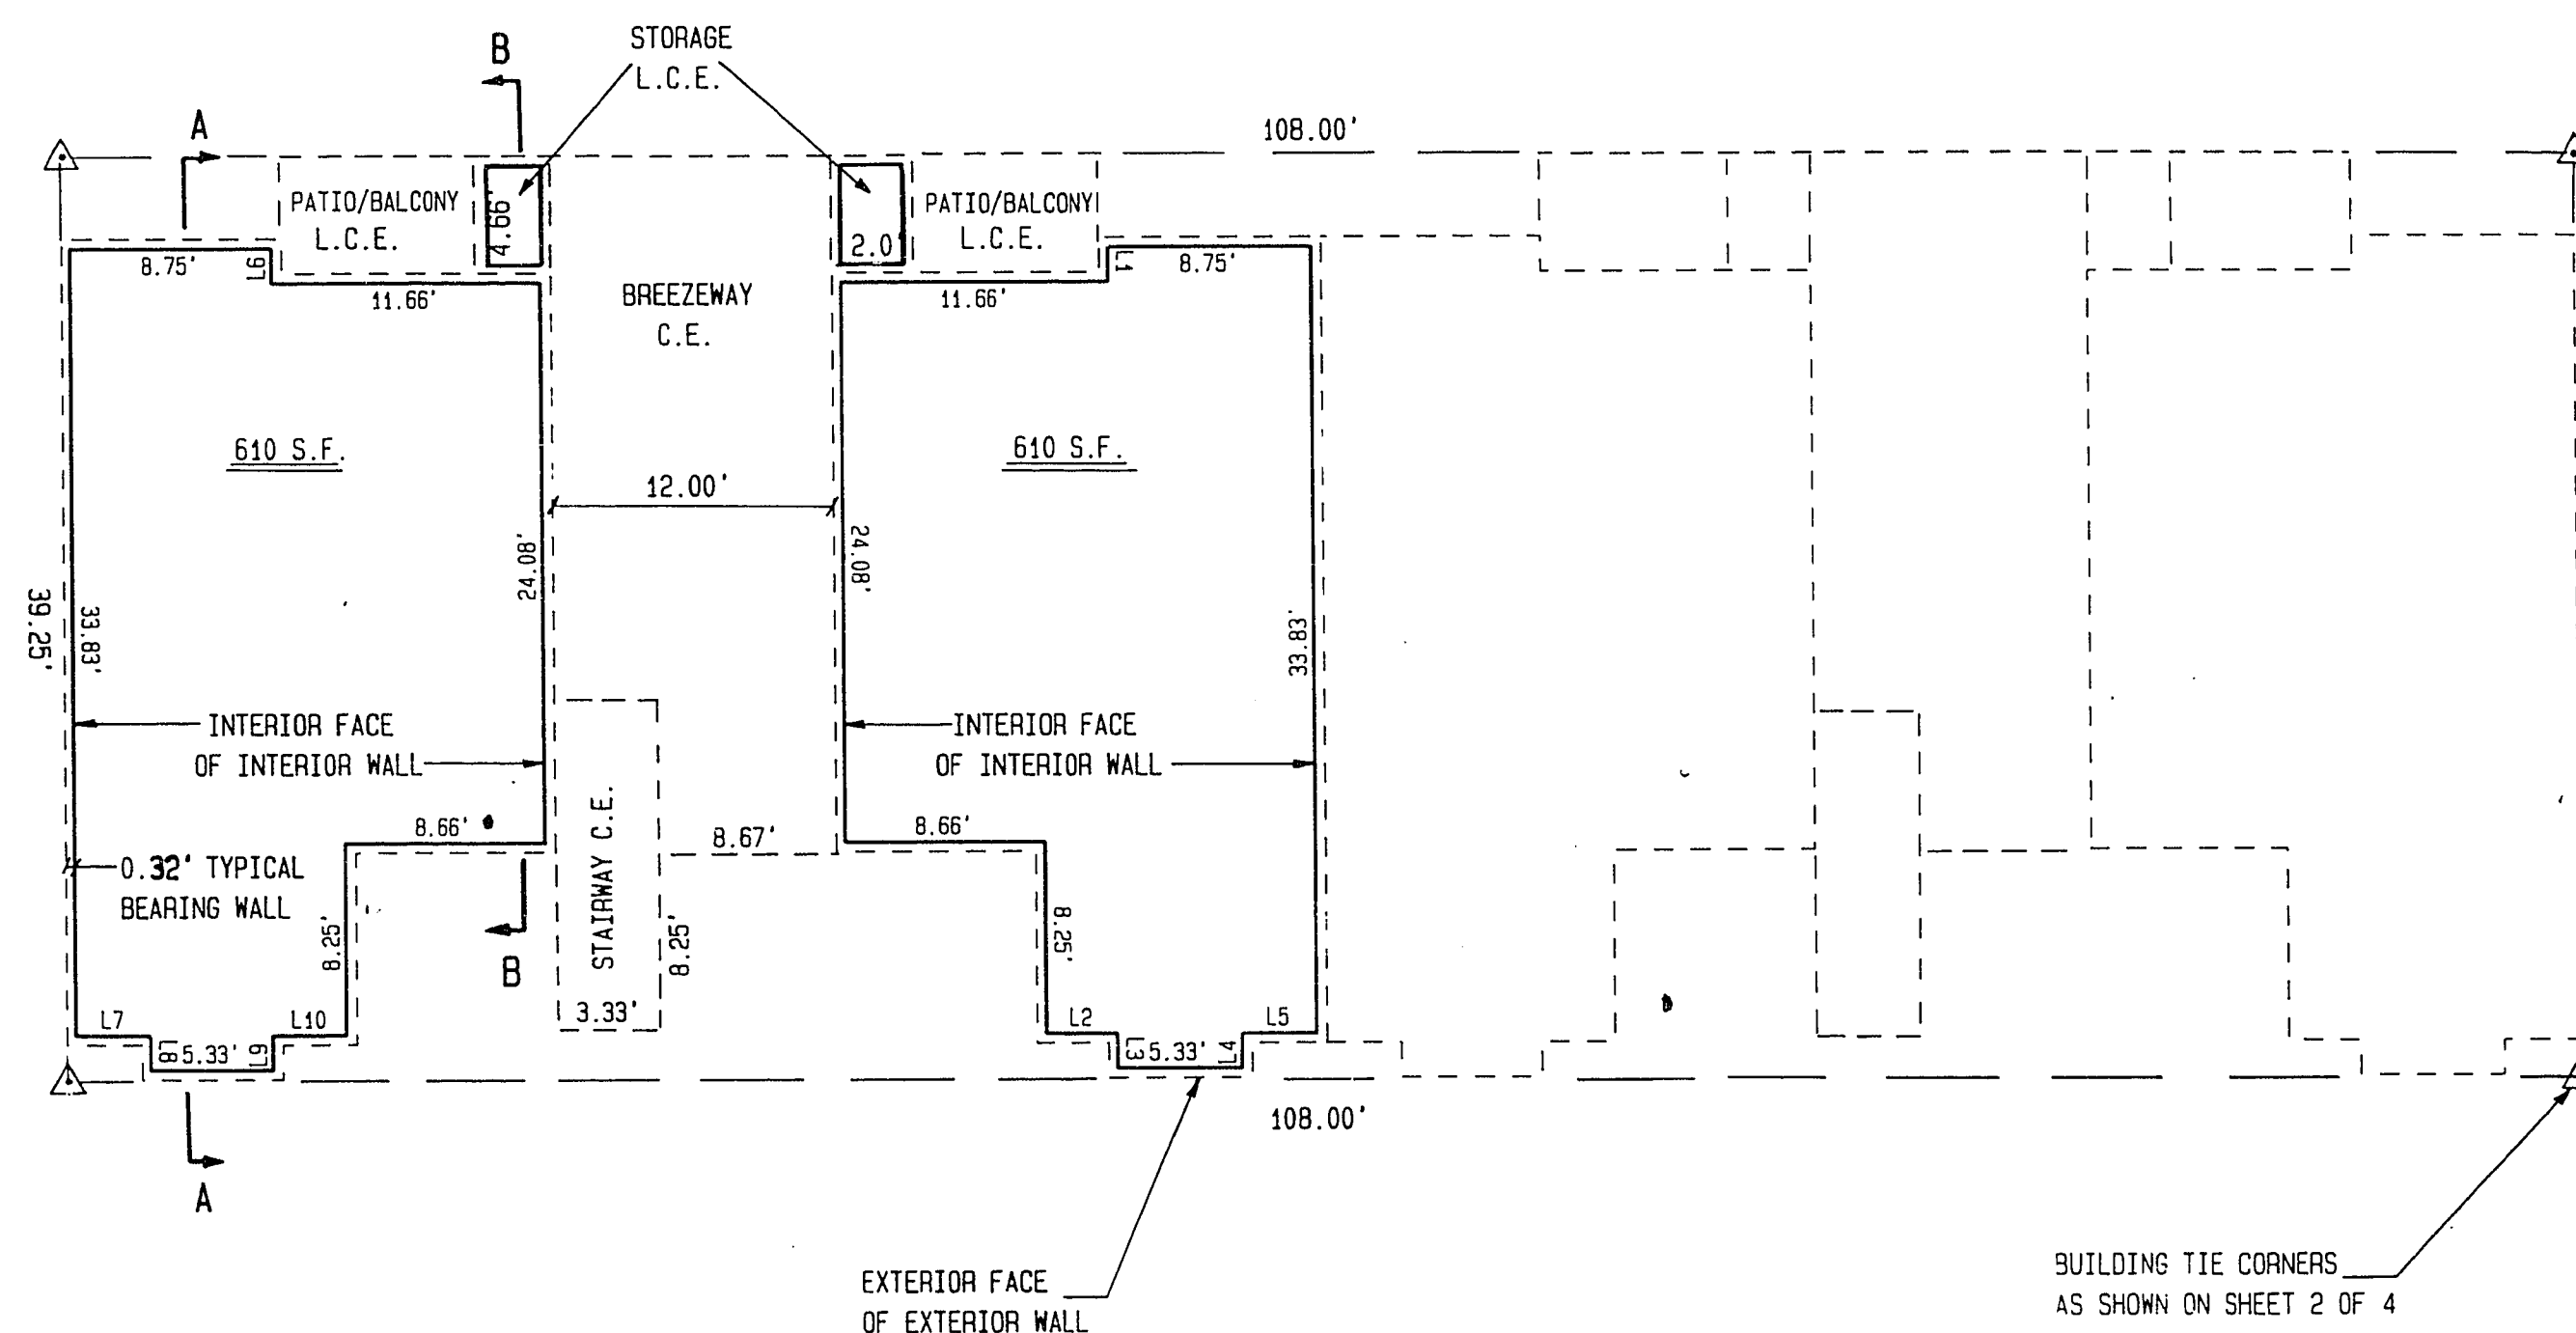 STORAGE
L.C.E.
B
A
108.00'
PATIO/BALCONY
L.C.E.
4.66'
2.0'
PATIO/BALCONY
L.C.E.
8.75'
L6
11.66'
BREEZEWAY
C.E.
11.66'
L1
8.75'
610 S.F.
610 S.F.
12.00'
24.08'
24.08'
39.25'
33.83'
33.83'
INTERIOR FACE
OF INTERIOR WALL
INTERIOR FACE
OF INTERIOR WALL
8.66'
8.67'
8.66'
0.32' TYPICAL
BEARING WALL
STAIRWAY C.E.
8.25'
8.25'
8.25'
B
3.33'
L7
L10
L8
5.33'
L9
L2
L5
L3
5.33'
L4
108.00'
A
EXTERIOR FACE
OF EXTERIOR WALL
BUILDING TIE CORNERS
AS SHOWN ON SHEET 2 OF 4